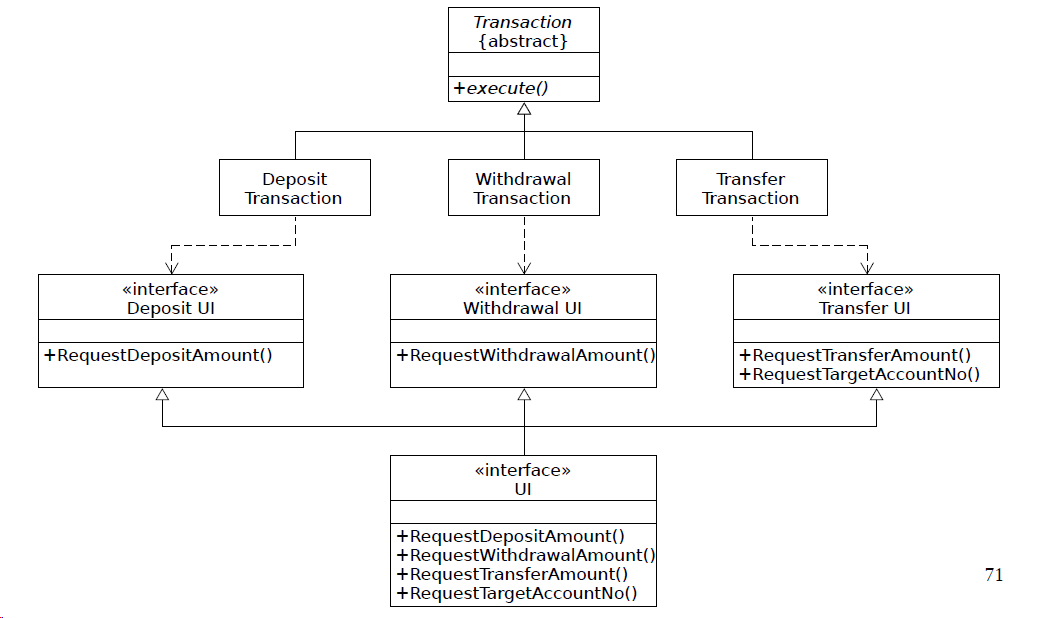 Transaction
{abstract}
+execute()
Deposit
Transaction
Withdrawal
Transaction
Transfer
Transaction
«interface»
Deposit UI
+RequestDepositAmount()
«interface»
Withdrawal UI
+RequestWithdrawalAmount()
«interface»
Transfer UI
+RequestTransferAmount()
+RequestTargetAccountNo()
«interface»
UI
+RequestDepositAmount()
+RequestWithdrawalAmount()
+RequestTransferAmount()
+RequestTargetAccountNo()
71